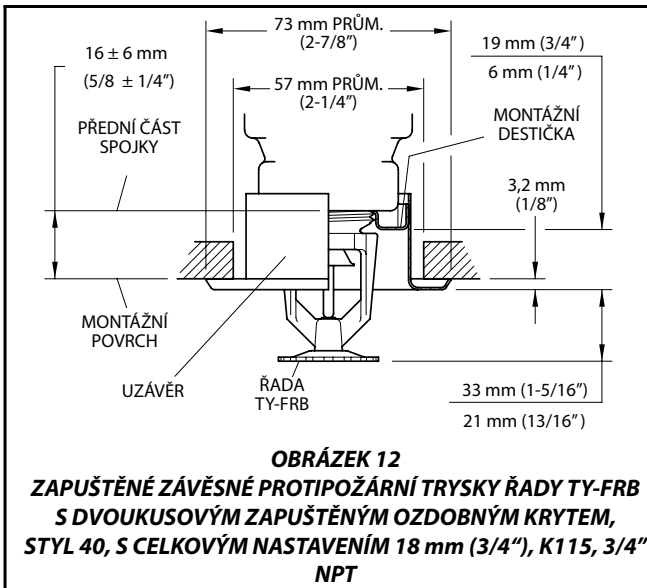 73 mm PRŮM.
(2-7/8”)
16 ± 6 mm
(5/8 ± 1/4”)
19 mm (3/4”)
6 mm (1/4”)
57 mm PRŮM.
(2-1/4”)
PŘEDNÍ ČÁST
SPOJKY
MONTÁŽNÍ
DESTIČKA
3,2 mm
(1/8”)
MONTÁŽNÍ
POVRCH
UZÁVĚR
ŘADA
TY-FRB
33 mm (1-5/16”)
21 mm (13/16”)
OBRÁZEK 12
ZAPUŠTĚNÉ ZÁVĚSNÉ PROTIPOŽÁRNÍ TRYSKY ŘADY TY-FRB
S DVOUKUSOVÝM ZAPUŠTĚNÝM OZDOBNÝM KRYTEM,
STYL 40, S CELKOVÝM NASTAVENÍM 18 mm (3/4“), K115, 3/4”
NPT